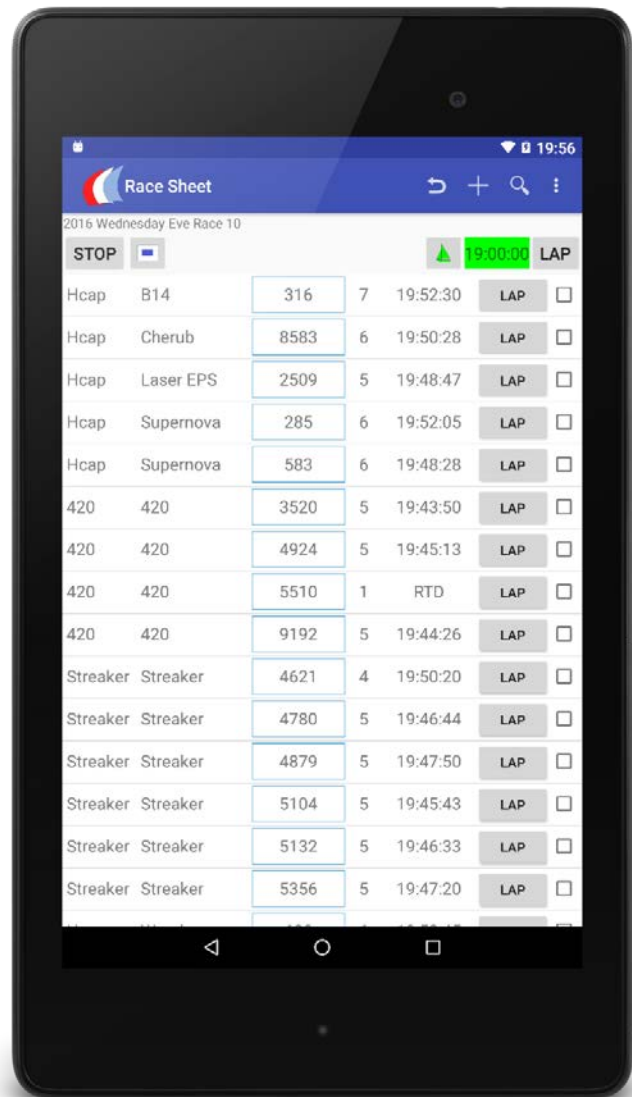 19:56
Race Sheet
2016 Wednesday Eve Race 10
STOP 19:00:00 LAP
Hcap B14 316 7 19:52:30 LAP
Hcap Cherub 8583 6 19:50:28 LAP
Hcap Laser EPS 2509 5 19:48:47 LAP
Hcap Supernova 285 6 19:52:05 LAP
Hcap Supernova 583 6 19:48:28 LAP
420 420 3520 5 19:43:50 LAP
420 420 4924 5 19:45:13 LAP
420 420 5510 1 RTD LAP
420 420 9192 5 19:44:26 LAP
Streaker Streaker 4621 4 19:50:20 LAP
Streaker Streaker 4780 5 19:46:44 LAP
Streaker Streaker 4879 5 19:47:50 LAP
Streaker Streaker 5104 5 19:45:43 LAP
Streaker Streaker 5132 5 19:46:33 LAP
Streaker Streaker 5356 5 19:47:20 LAP